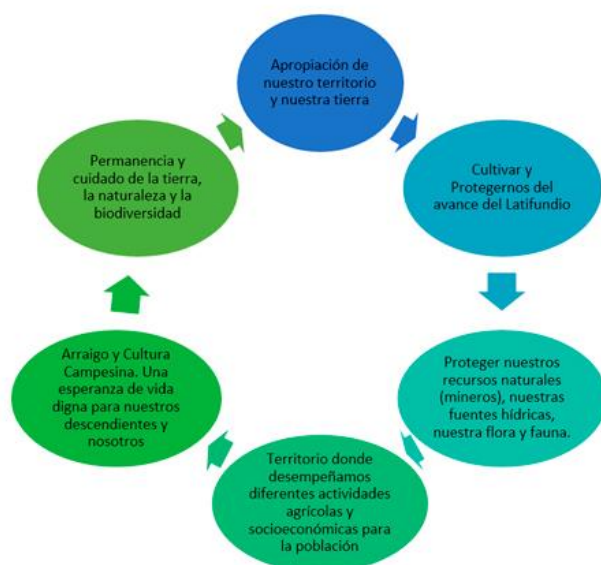 Apropiación de
nuestro territorio
y nuestra tierra
Cultivar y
Protegernos del
avance del Latifundio
Proteger nuestros
recursos naturales
(mineros), nuestras
fuentes hídricas,
nuestra flora y fauna.
Territorio donde
desempeñamos
diferentes actividades
agrícolas y
socioeconómicas para
la población
Arraigo y Cultura
Campesina. Una
esperanza de vida
digna para nuestros
descendientes y
nosotros
Permanencia y
cuidado de la tierra,
la naturaleza y la
biodiversidad